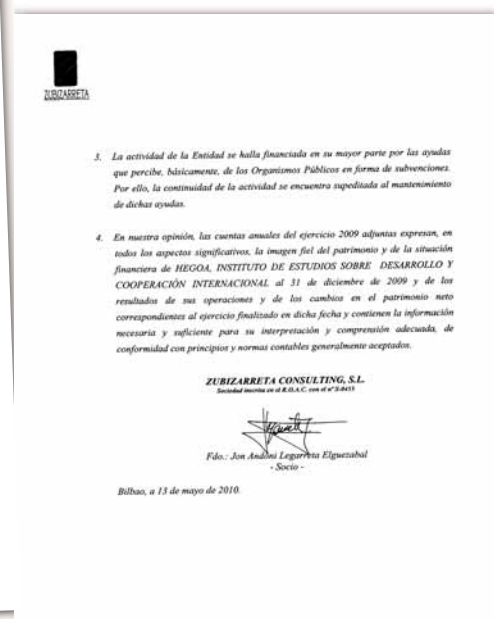 ZUBIZARRETA
3. La actividad de la Entidad se halla financiada en su mayor parte por las ayudas
que percibe, básicamente, de los Organismos Públicos en forma de subvenciones.
Por ello, la continuidad de la actividad se encuentra supeditada al mantenimiento
de dichas ayudas.
4. En nuestra opinión, las cuentas anuales del ejercicio 2009 adjuntas expresan, en
todos los aspectos significativos, la imagen fiel del patrimonio y de la situación
financiera de HEGOA, INSTITUTO DE ESTUDIOS SOBRE DESARROLLO Y
COOPERACIÓN INTERNACIONAL al 31 de diciembre de 2009 y de los
resultados de sus operaciones y de los cambios en el patrimonio neto
correspondientes al ejercicio finalizado en dicha fecha y contienen la información
necesaria y suficiente para su interpretación y comprensión adecuada, de
conformidad con principios y normas contables generalmente aceptados.
ZUBIZARRETA CONSULTING, S.L.
Sociedad inscrita en el R.O.A.C. con el nº S-0453
Fdo.: Jon Andoni Legarreta Elguezabal
- Socio -
Bilbao, a 13 de mayo de 2010.